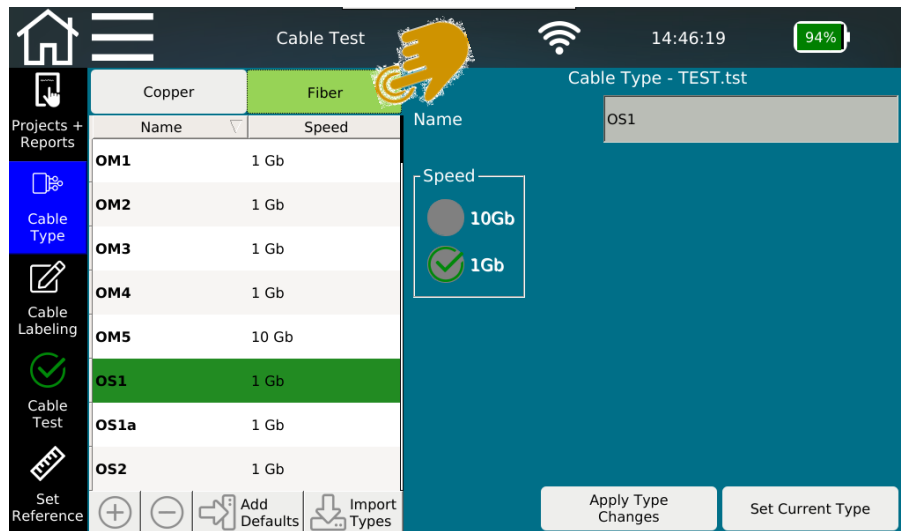 Cable Test
14:46:19
94%
Projects +
Reports
Cable
Type
Cable
Labeling
Cable
Test
Set
Reference
Copper
Fiber
Name
Speed
OM1
1 Gb
OM2
1 Gb
OM3
1 Gb
OM4
1 Gb
OM5
10 Gb
OS1
1 Gb
OS1a
1 Gb
OS2
1 Gb
Add
Defaults
Import
Types
Cable Type - TEST.tst
Name
OS1
Speed
10Gb
1Gb
Apply Type
Changes
Set Current Type